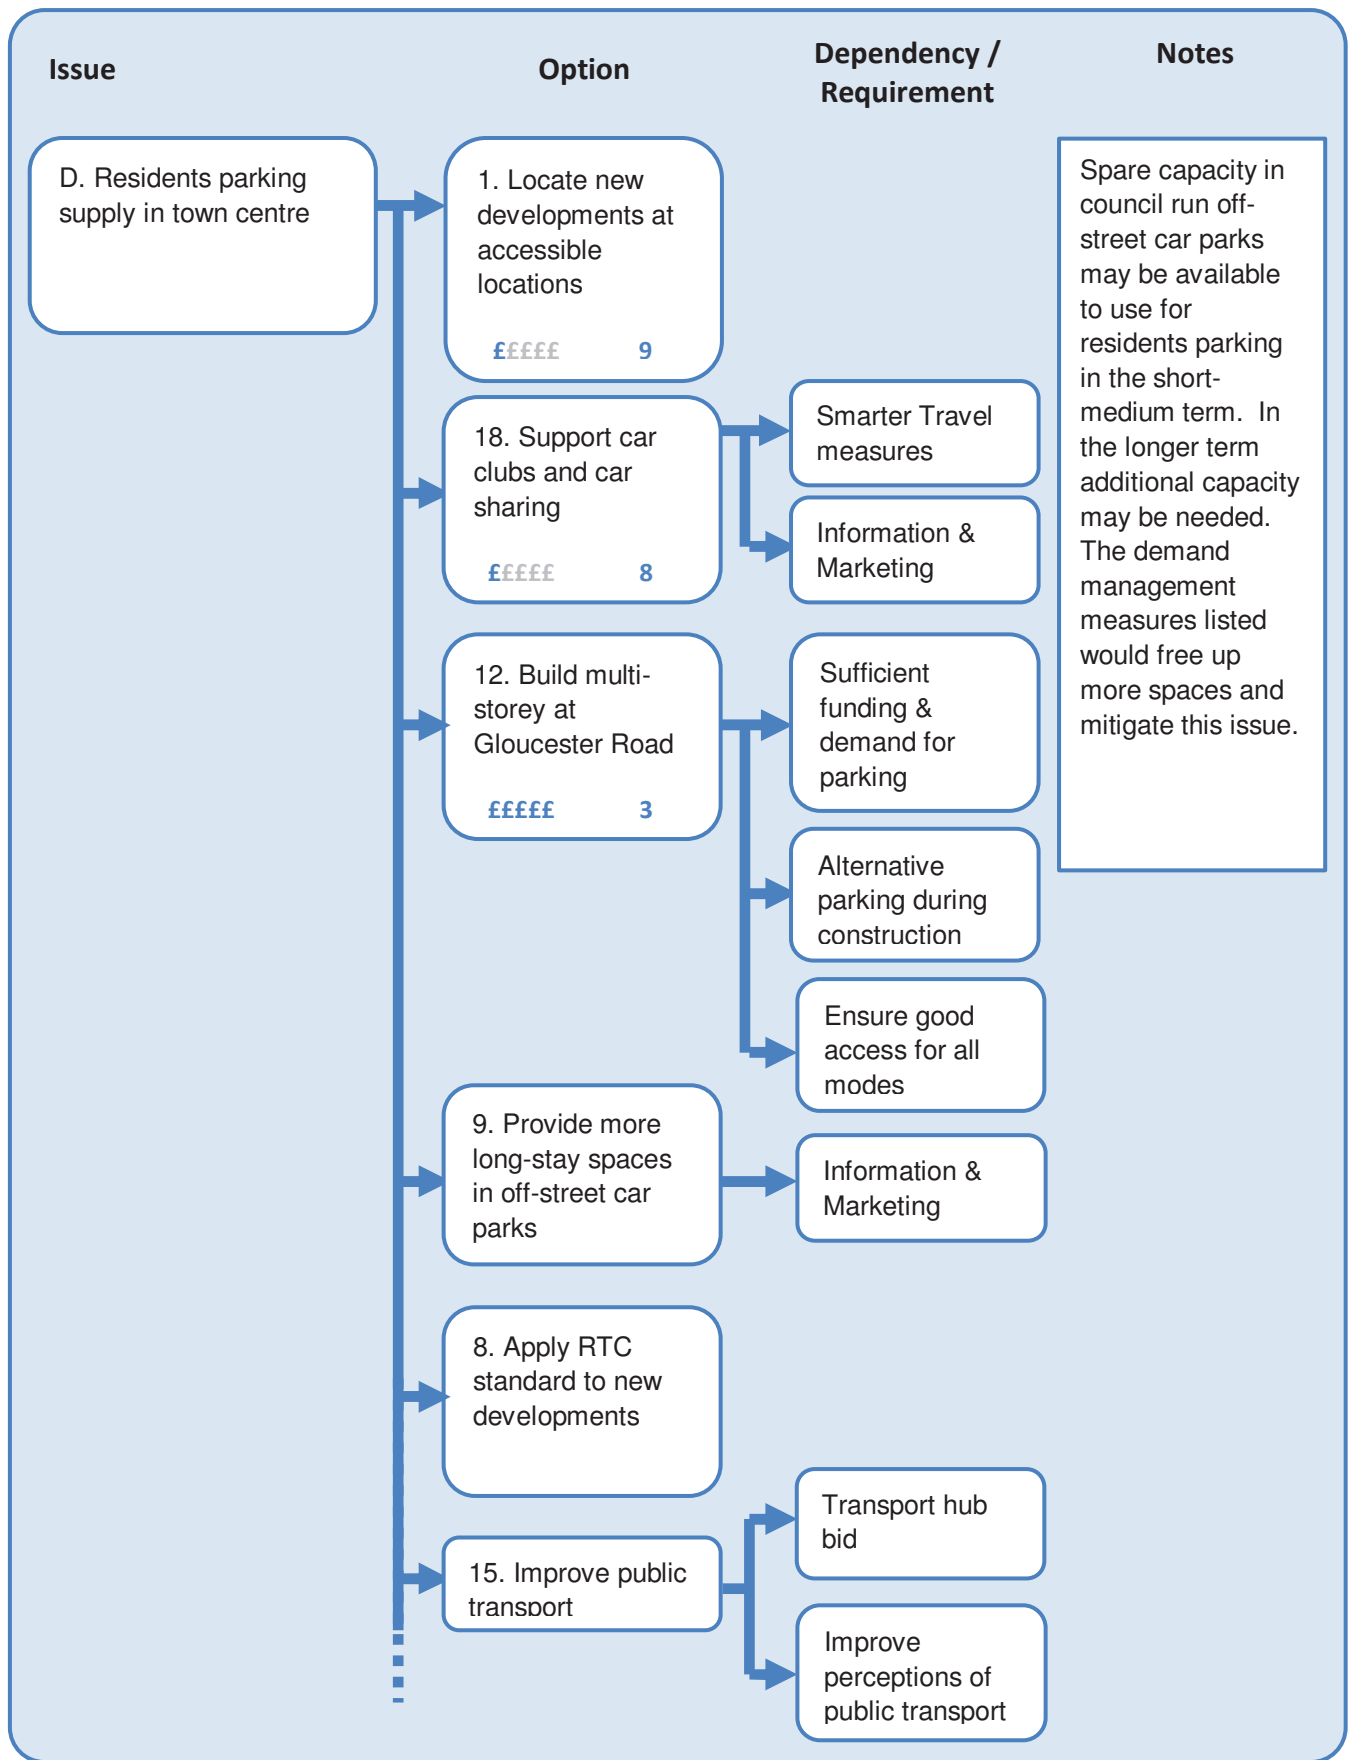 Issue
Option
Dependency /
Requirement
Notes
D. Residents parking
supply in town centre
1. Locate new
developments at
accessible
locations
£££££ 9
18. Support car
clubs and car
sharing
£££££ 8
Smarter Travel
measures
Information &
Marketing
12. Build multi-
storey at
Gloucester Road
£££££ 3
Sufficient
funding &
demand for
parking
Alternative
parking during
construction
Ensure good
access for all
modes
9. Provide more
long-stay spaces
in off-street car
parks
Information &
Marketing
8. Apply RTC
standard to new
developments
15. Improve public
transport
Transport hub
bid
Improve
perceptions of
public transport
Spare capacity in
council run off-
street car parks
may be available
to use for
residents parking
in the short-
medium term. In
the longer term
additional capacity
may be needed.
The demand
management
measures listed
would free up
more spaces and
mitigate this issue.